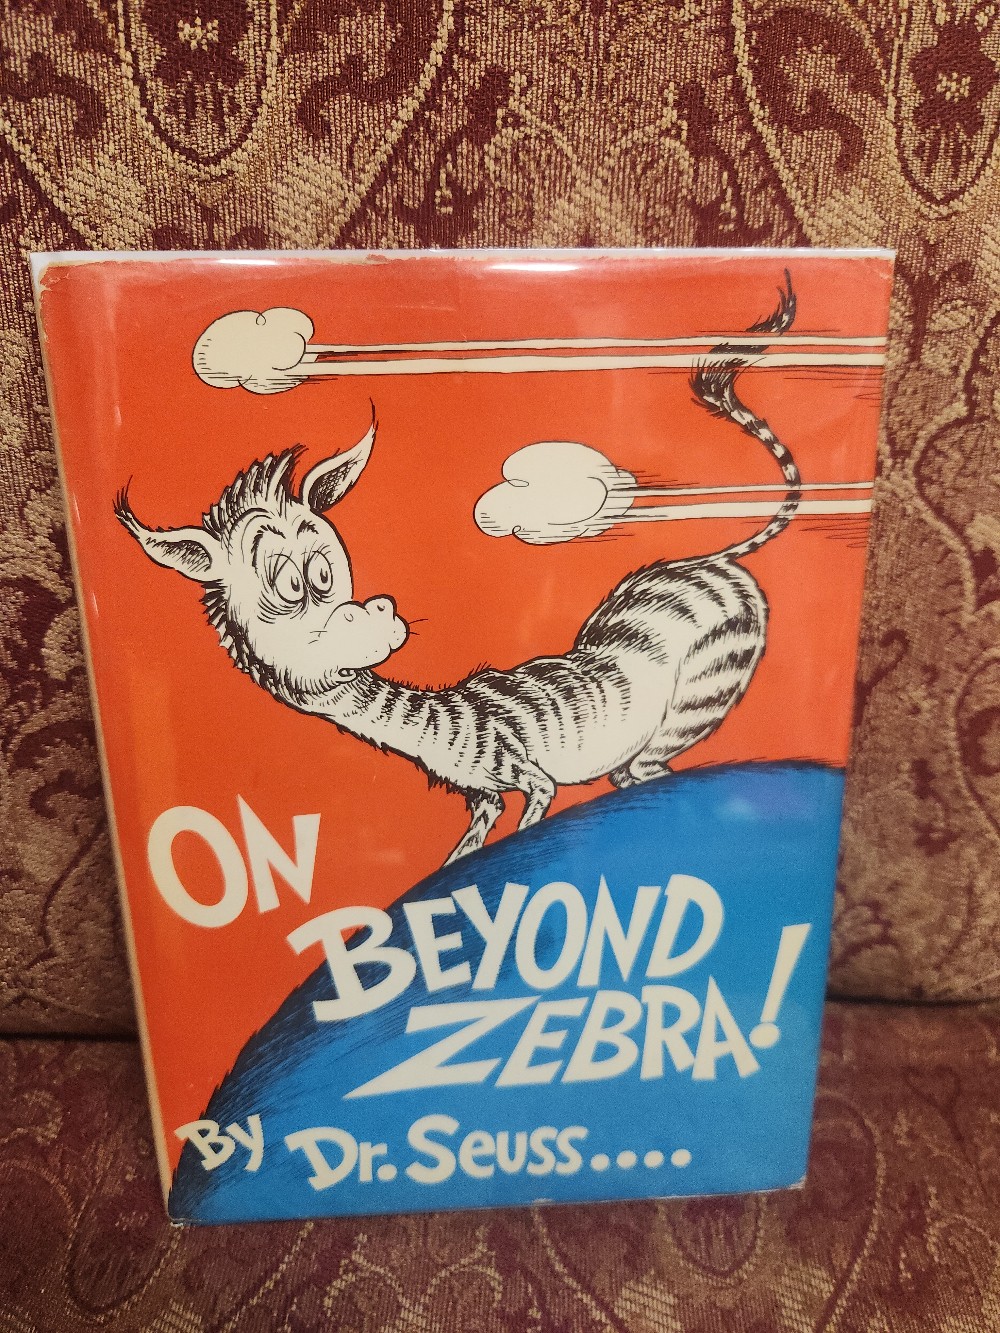 ON
BEYOND
ZEBRA!
By Dr. Seuss....